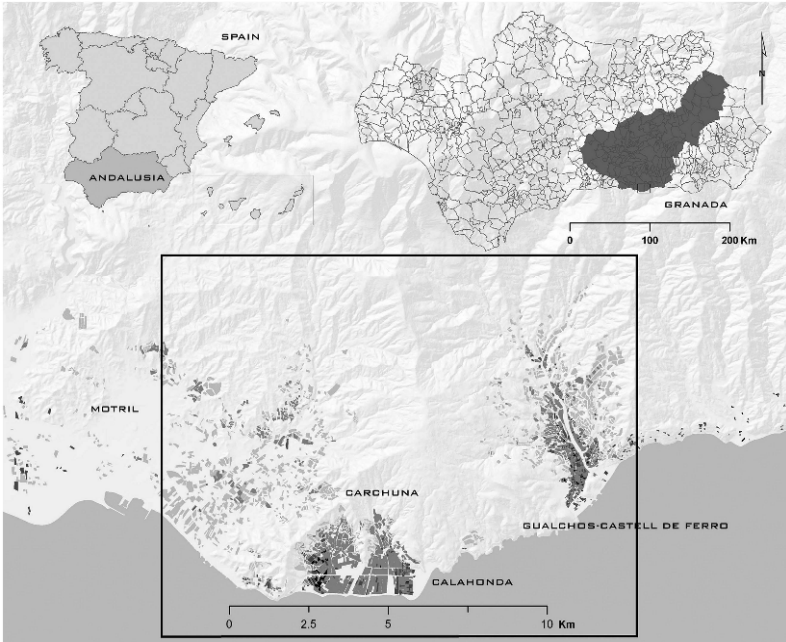 SPAIN
ANDALUSIA
N
GRANADA
0 100 200 Km
MOTRIL
CARCHUNA
GUALCHOS-CASTELL DE FERRO
CALAHONDA
0 2.5 5 10 Km